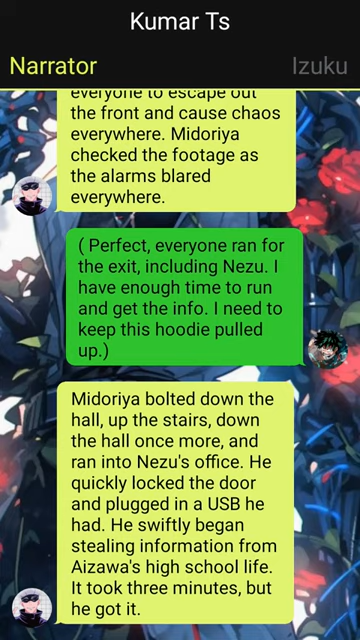 Kumar Ts
Narrator
Izuku
everyone to escape out
the front and cause chaos
everywhere. Midoriya
checked the footage as
the alarms blared
everywhere.
( Perfect, everyone ran for
the exit, including Nezu. I
have enough time to run
and get the info. I need to
keep this hoodie pulled
up.)
Midoriya bolted down the
hall, up the stairs, down
the hall once more, and
ran into Nezu's office. He
quickly locked the door
and plugged in a USB he
had. He swiftly began
stealing information from
Aizawa's high school life.
It took three minutes, but
he got it.